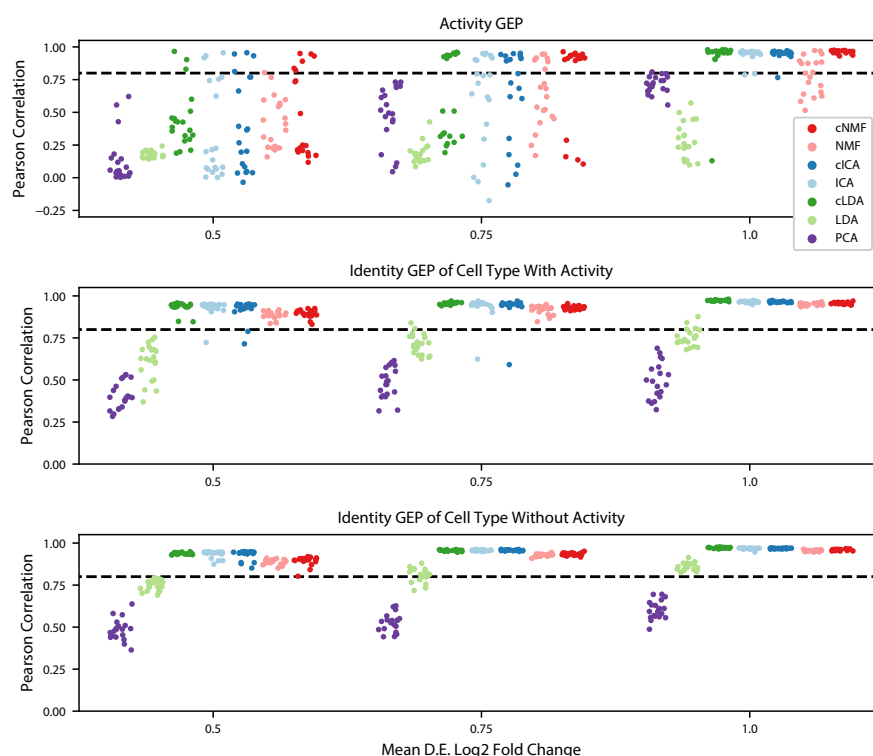 Activity GEP
1.00
0.75
0.50
0.25
0.00
−0.25
Pearson Correlation
0.5
0.75
1.0
cNMF
NMF
cICA
ICA
cLDA
LDA
PCA
Identity GEP of Cell Type With Activity
1.00
0.75
0.50
0.25
0.00
Pearson Correlation
0.5
0.75
1.0
Identity GEP of Cell Type Without Activity
1.00
0.75
0.50
0.25
0.00
Pearson Correlation
0.5
0.75
1.0
Mean D.E. Log2 Fold Change